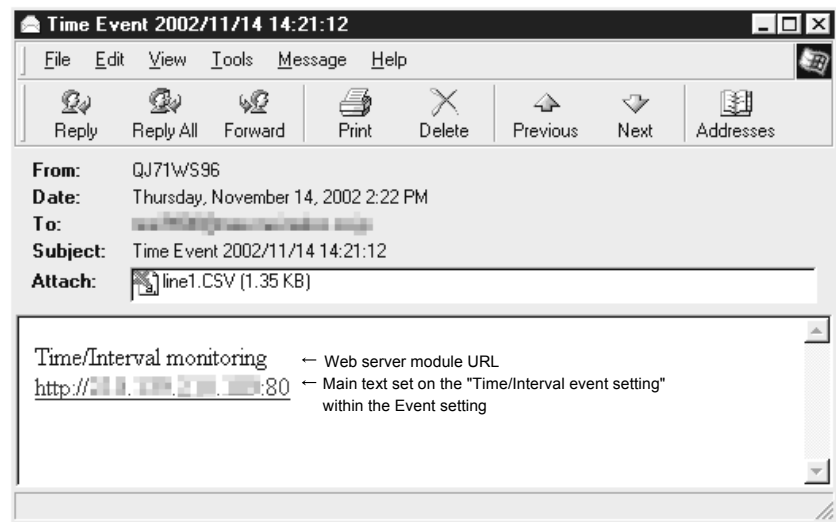 Time Event 2002/11/14 14:21:12
File Edit View Tools Message Help
Reply Reply All Forward Print Delete Previous Next Addresses
From: QJ71WS96
Date: Thursday, November 14, 2002 2:22 PM
To:
Subject: Time Event 2002/11/14 14:21:12
Attach: line1.CSV (1.35 KB)
Time/Interval monitoring ← Web server module URL
http:// :80 ← Main text set on the "Time/Interval event setting"
within the Event setting